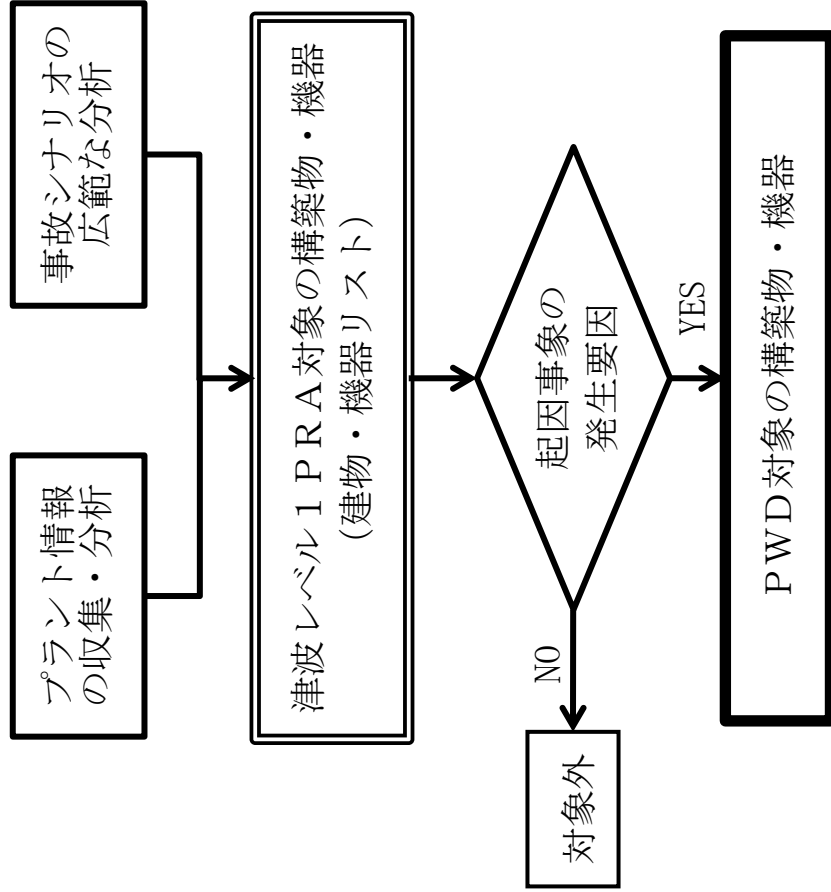 プラント情報
の収集・分析
事故シナリオの
広範な分析
津波レベル１ＰＲＡ対象の構築物・機器
(建物・機器リスト)
起因事象の
発生要因
NO
YES
対象外
ＰＷＤ対象の構築物・機器